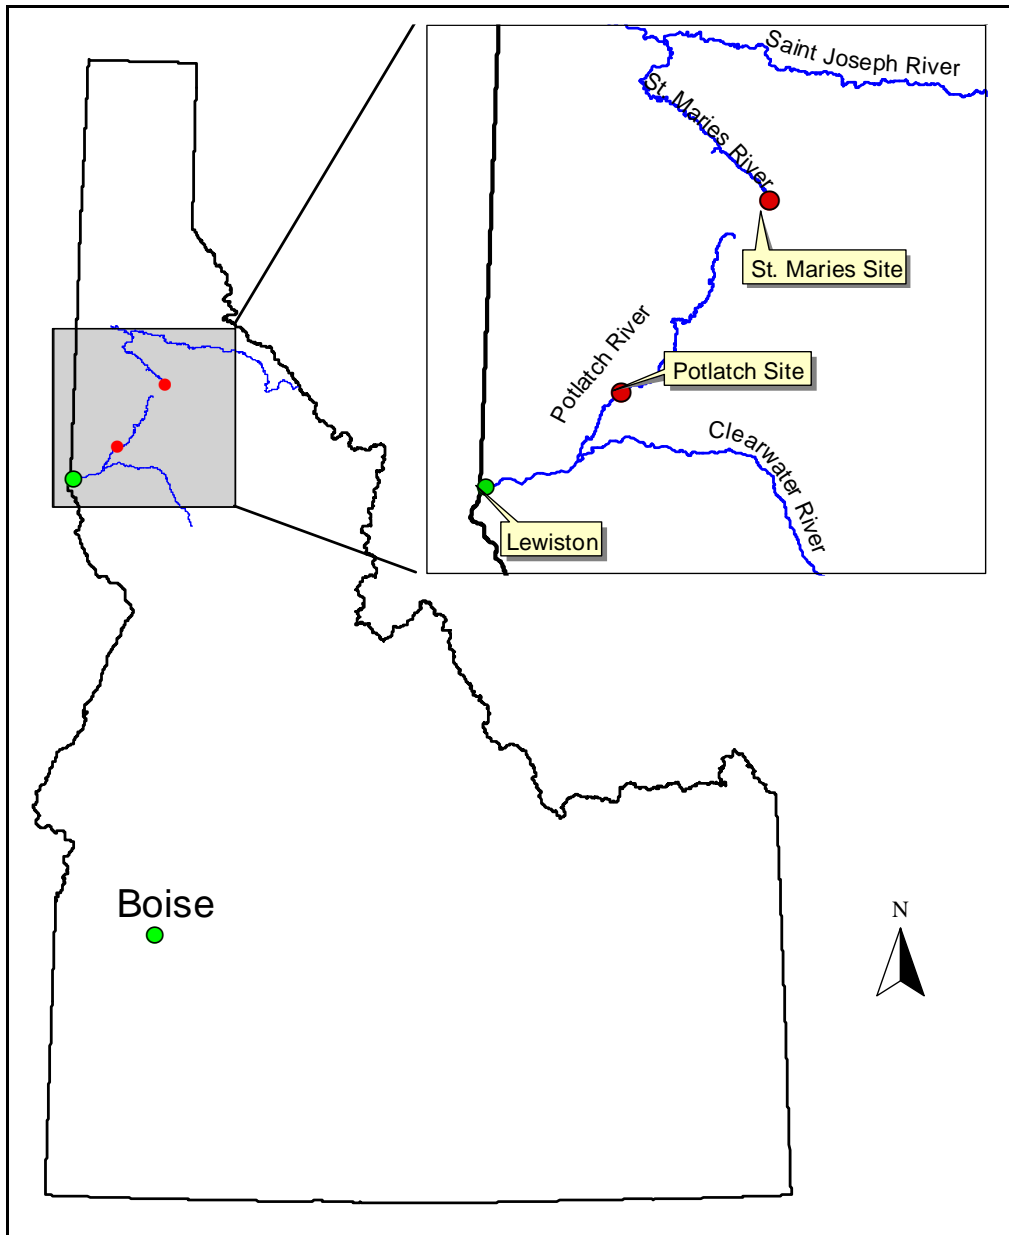 Saint Joseph River
St. Maries River
St. Maries Site
Potlatch River
Potlatch Site
Clearwater River
Lewiston
Boise
N